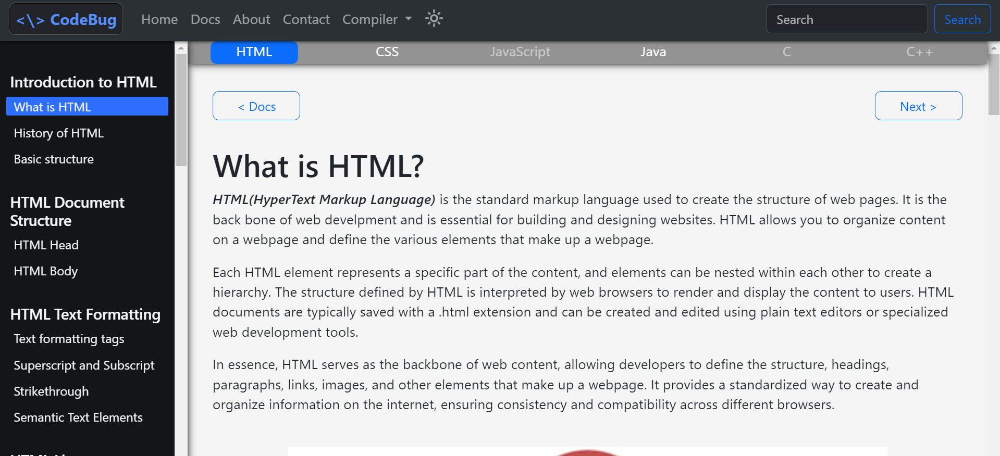 <\> CodeBug Home Docs About Contact Compiler Search Search
HTML CSS JavaScript Java C C++
Introduction to HTML
What is HTML
History of HTML
Basic structure
HTML Document
Structure
HTML Head
HTML Body
HTML Text Formatting
Text formatting tags
Superscript and Subscript
Strikethrough
Semantic Text Elements
< Docs Next >
What is HTML?
HTML(HyperText Markup Language) is the standard markup language used to create the structure of web pages. It is the
back bone of web develpment and is essential for building and designing websites. HTML allows you to organize content
on a webpage and define the various elements that make up a webpage.
Each HTML element represents a specific part of the content, and elements can be nested within each other to create a
hierarchy. The structure defined by HTML is interpreted by web browsers to render and display the content to users. HTML
documents are typically saved with a .html extension and can be created and edited using plain text editors or specialized
web development tools.
In essence, HTML serves as the backbone of web content, allowing developers to define the structure, headings,
paragraphs, links, images, and other elements that make up a webpage. It provides a standardized way to create and
organize information on the internet, ensuring consistency and compatibility across different browsers.